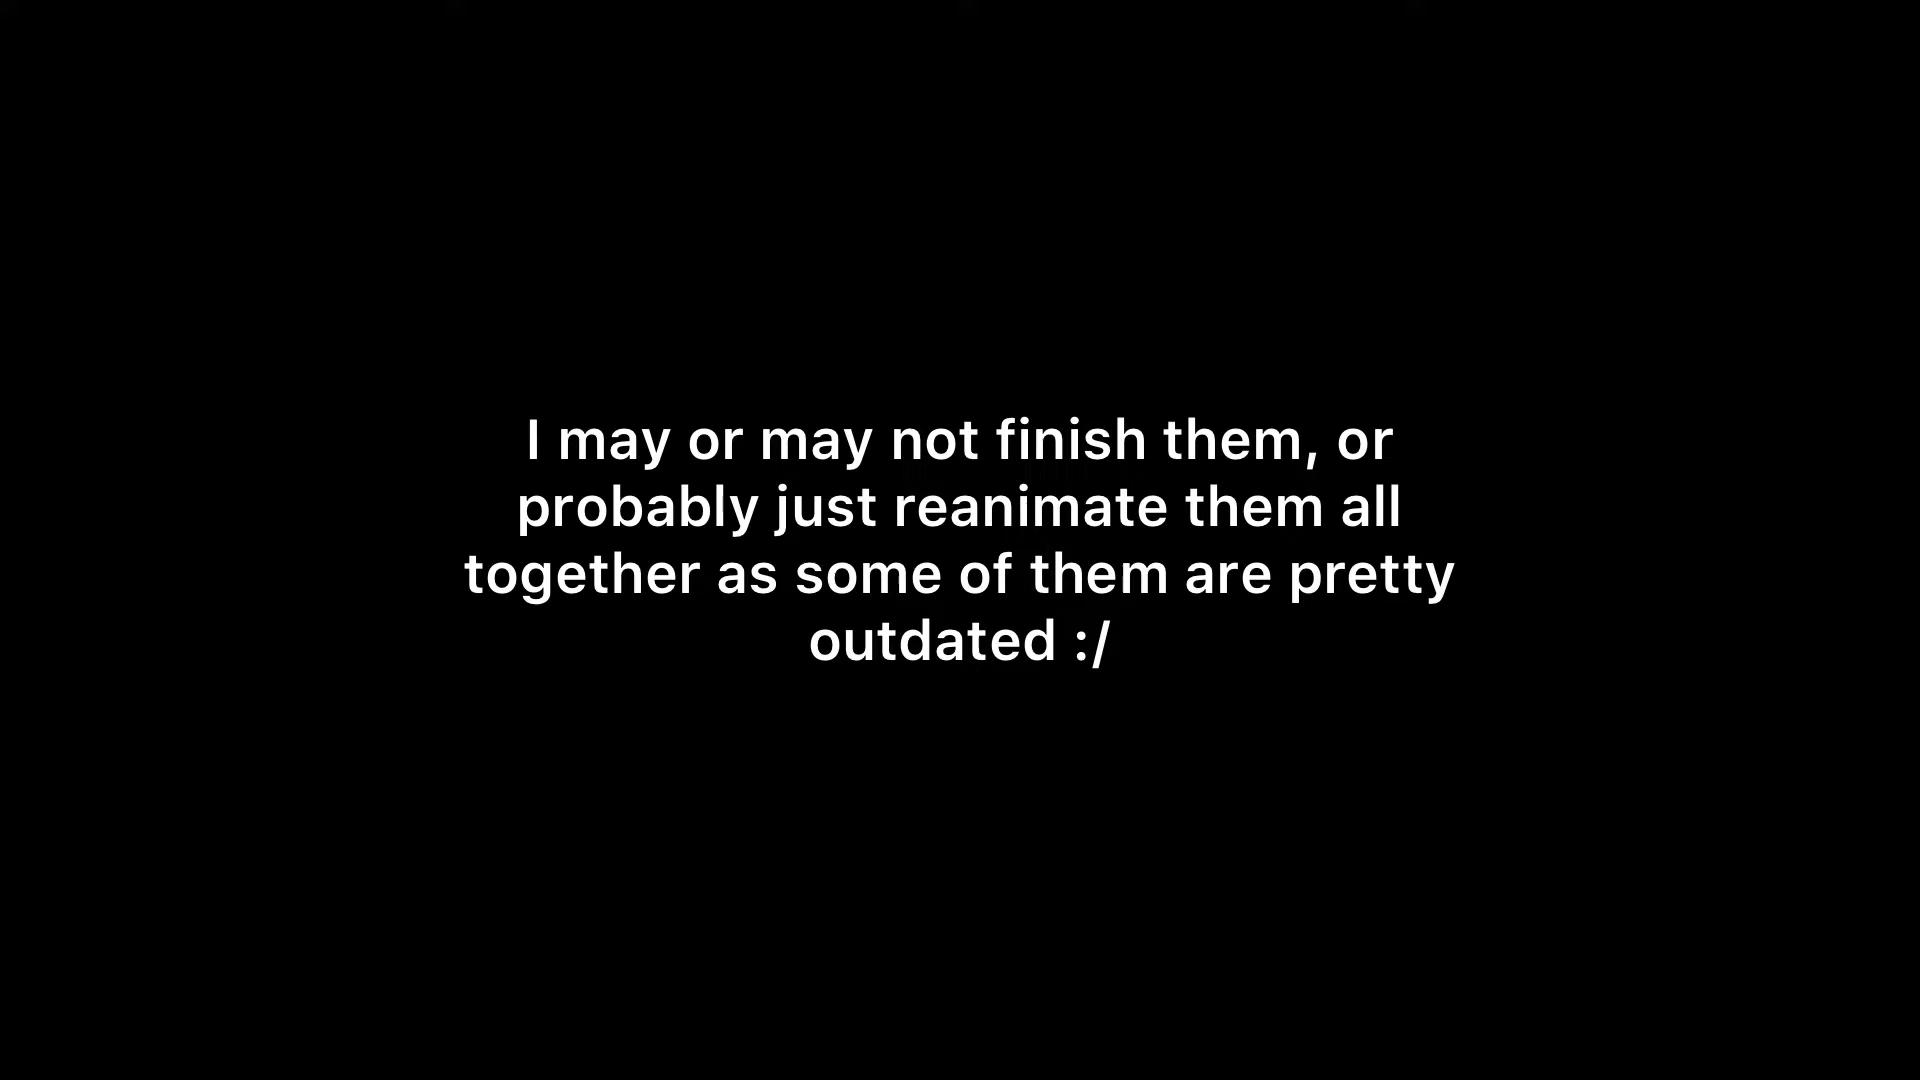 I may or may not finish them, or
probably just reanimate them all
together as some of them are pretty
outdated :/